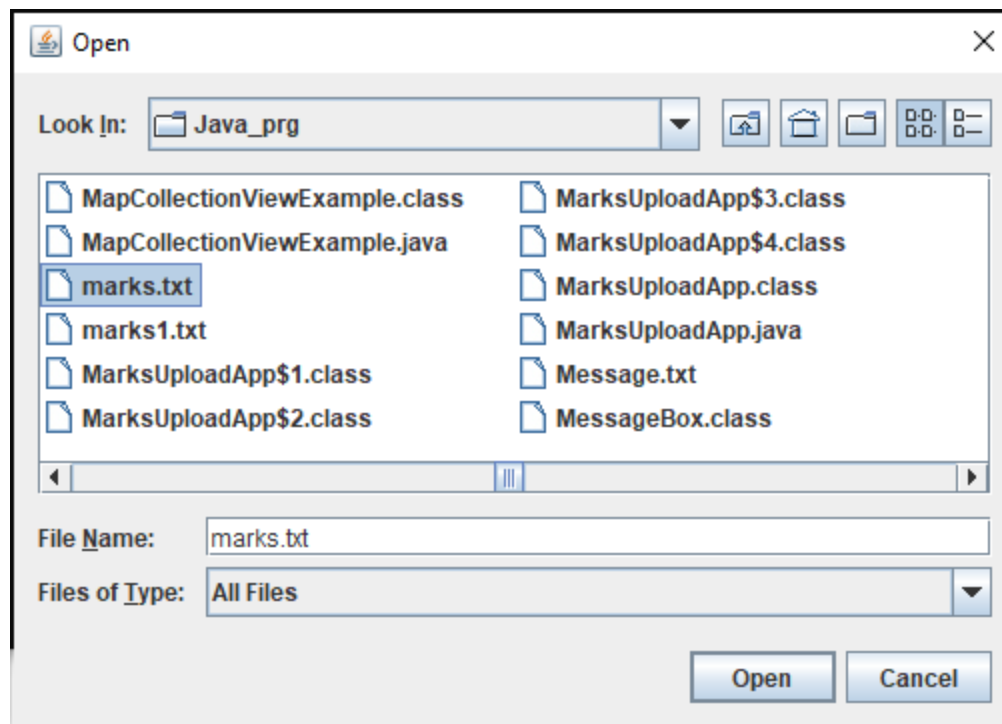 Open
Look In: Java_prg
MapCollectionViewExample.class
MapCollectionViewExample.java
marks.txt
marks1.txt
MarksUploadApp$1.class
MarksUploadApp$2.class
MarksUploadApp$3.class
MarksUploadApp$4.class
MarksUploadApp.class
MarksUploadApp.java
Message.txt
MessageBox.class
File Name: marks.txt
Files of Type: All Files
Open Cancel